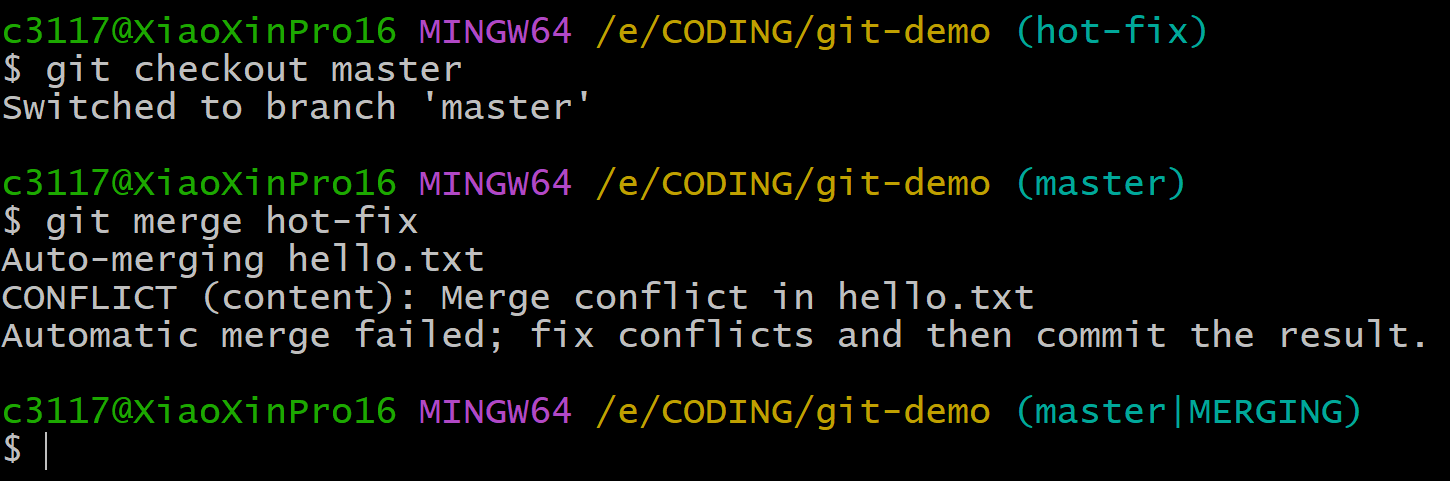 c3117@XiaoXinPro16 MINGW64 /e/CODING/git-demo (hot-fix)
$ git checkout master
Switched to branch 'master'
c3117@XiaoXinPro16 MINGW64 /e/CODING/git-demo (master)
$ git merge hot-fix
Auto-merging hello.txt
CONFLICT (content): Merge conflict in hello.txt
Automatic merge failed; fix conflicts and then commit the result.
c3117@XiaoXinPro16 MINGW64 /e/CODING/git-demo (master|MERGING)
$